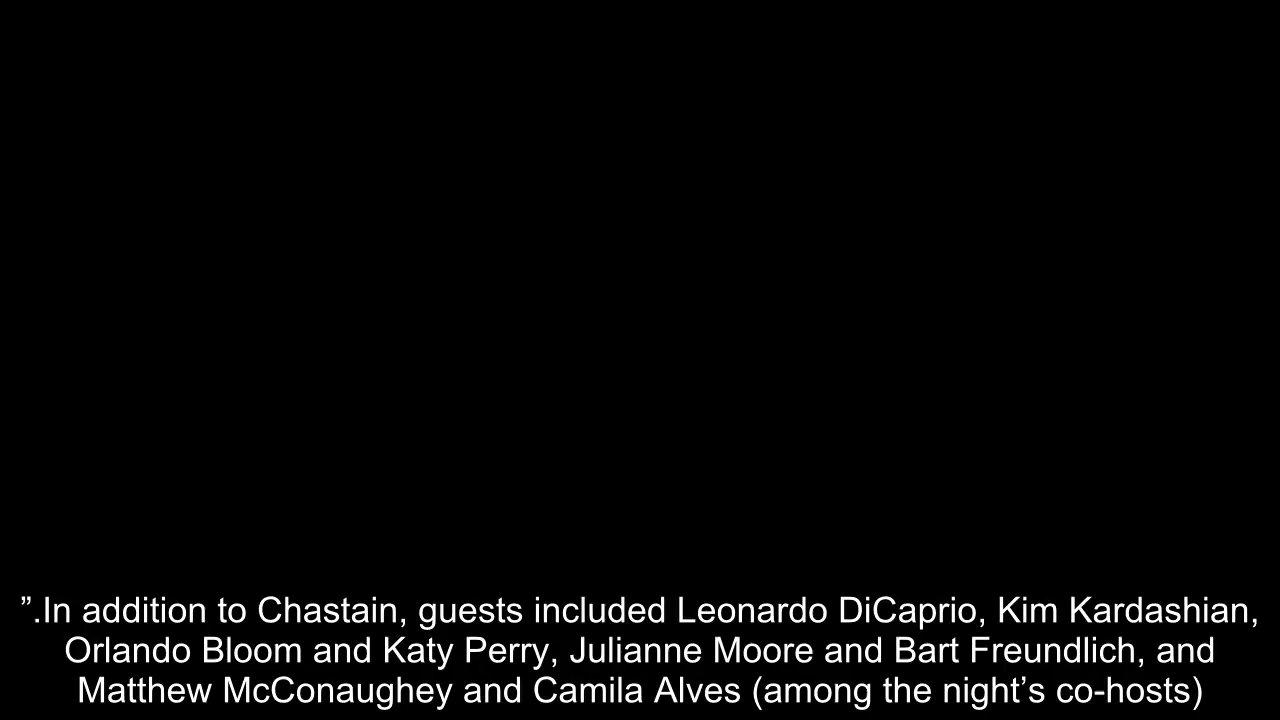 ”.In addition to Chastain, guests included Leonardo DiCaprio, Kim Kardashian,
Orlando Bloom and Katy Perry, Julianne Moore and Bart Freundlich, and
Matthew McConaughey and Camila Alves (among the night’s co-hosts)